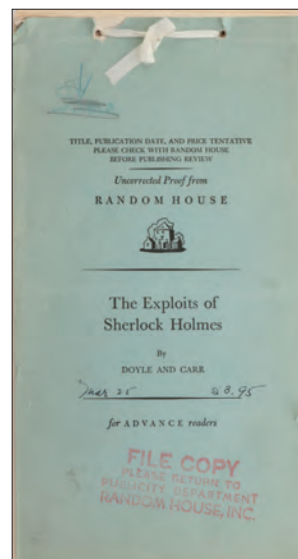 TITLE, PUBLICATION DATE, AND PRICE TENTATIVE
PLEASE CHECK WITH RANDOM HOUSE
BEFORE PUBLISHING REVIEW
Uncorrected Proof from
RANDOM HOUSE
The Exploits of
Sherlock Holmes
By
DOYLE AND CARR
Mar 25 $3.95
for ADVANCE readers
FILE COPY
PLEASE RETURN TO
PUBLICITY DEPARTMENT
RANDOM HOUSE, INC.